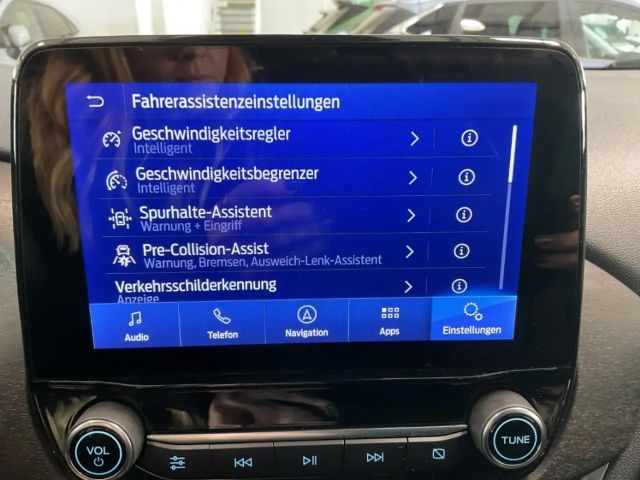 Fahrerassistenzeinstellungen
Geschwindigkeitsregler
Intelligent
Geschwindigkeitsbegrenzer
Intelligent
Spurhalte-Assistent
Warnung + Eingriff
Pre-Collision-Assist
Warnung, Bremsen, Ausweich-Lenk-Assistent
Verkehrsschilderkennung
Anzeige
Audio Telefon Navigation Apps Einstellungen
VOL TUNE